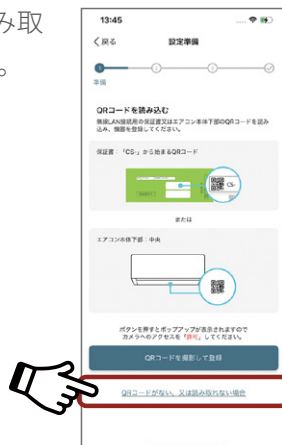 み取
。
13:45
戻る
設定準備
準備
QRコードを読み込む
無線LAN接続用の保証書又はエアコン本体下部のQRコードを読み
込み、機器を登録してください。
保証書：「CS-」から始まるQRコード
CS-
または
エアコン本体下部：中央
ボタンを押すとポップアップが表示されますので
カメラへのアクセスを「許可」してください。
QRコードを撮影して登録
QRコードがない、又は読み取れない場合